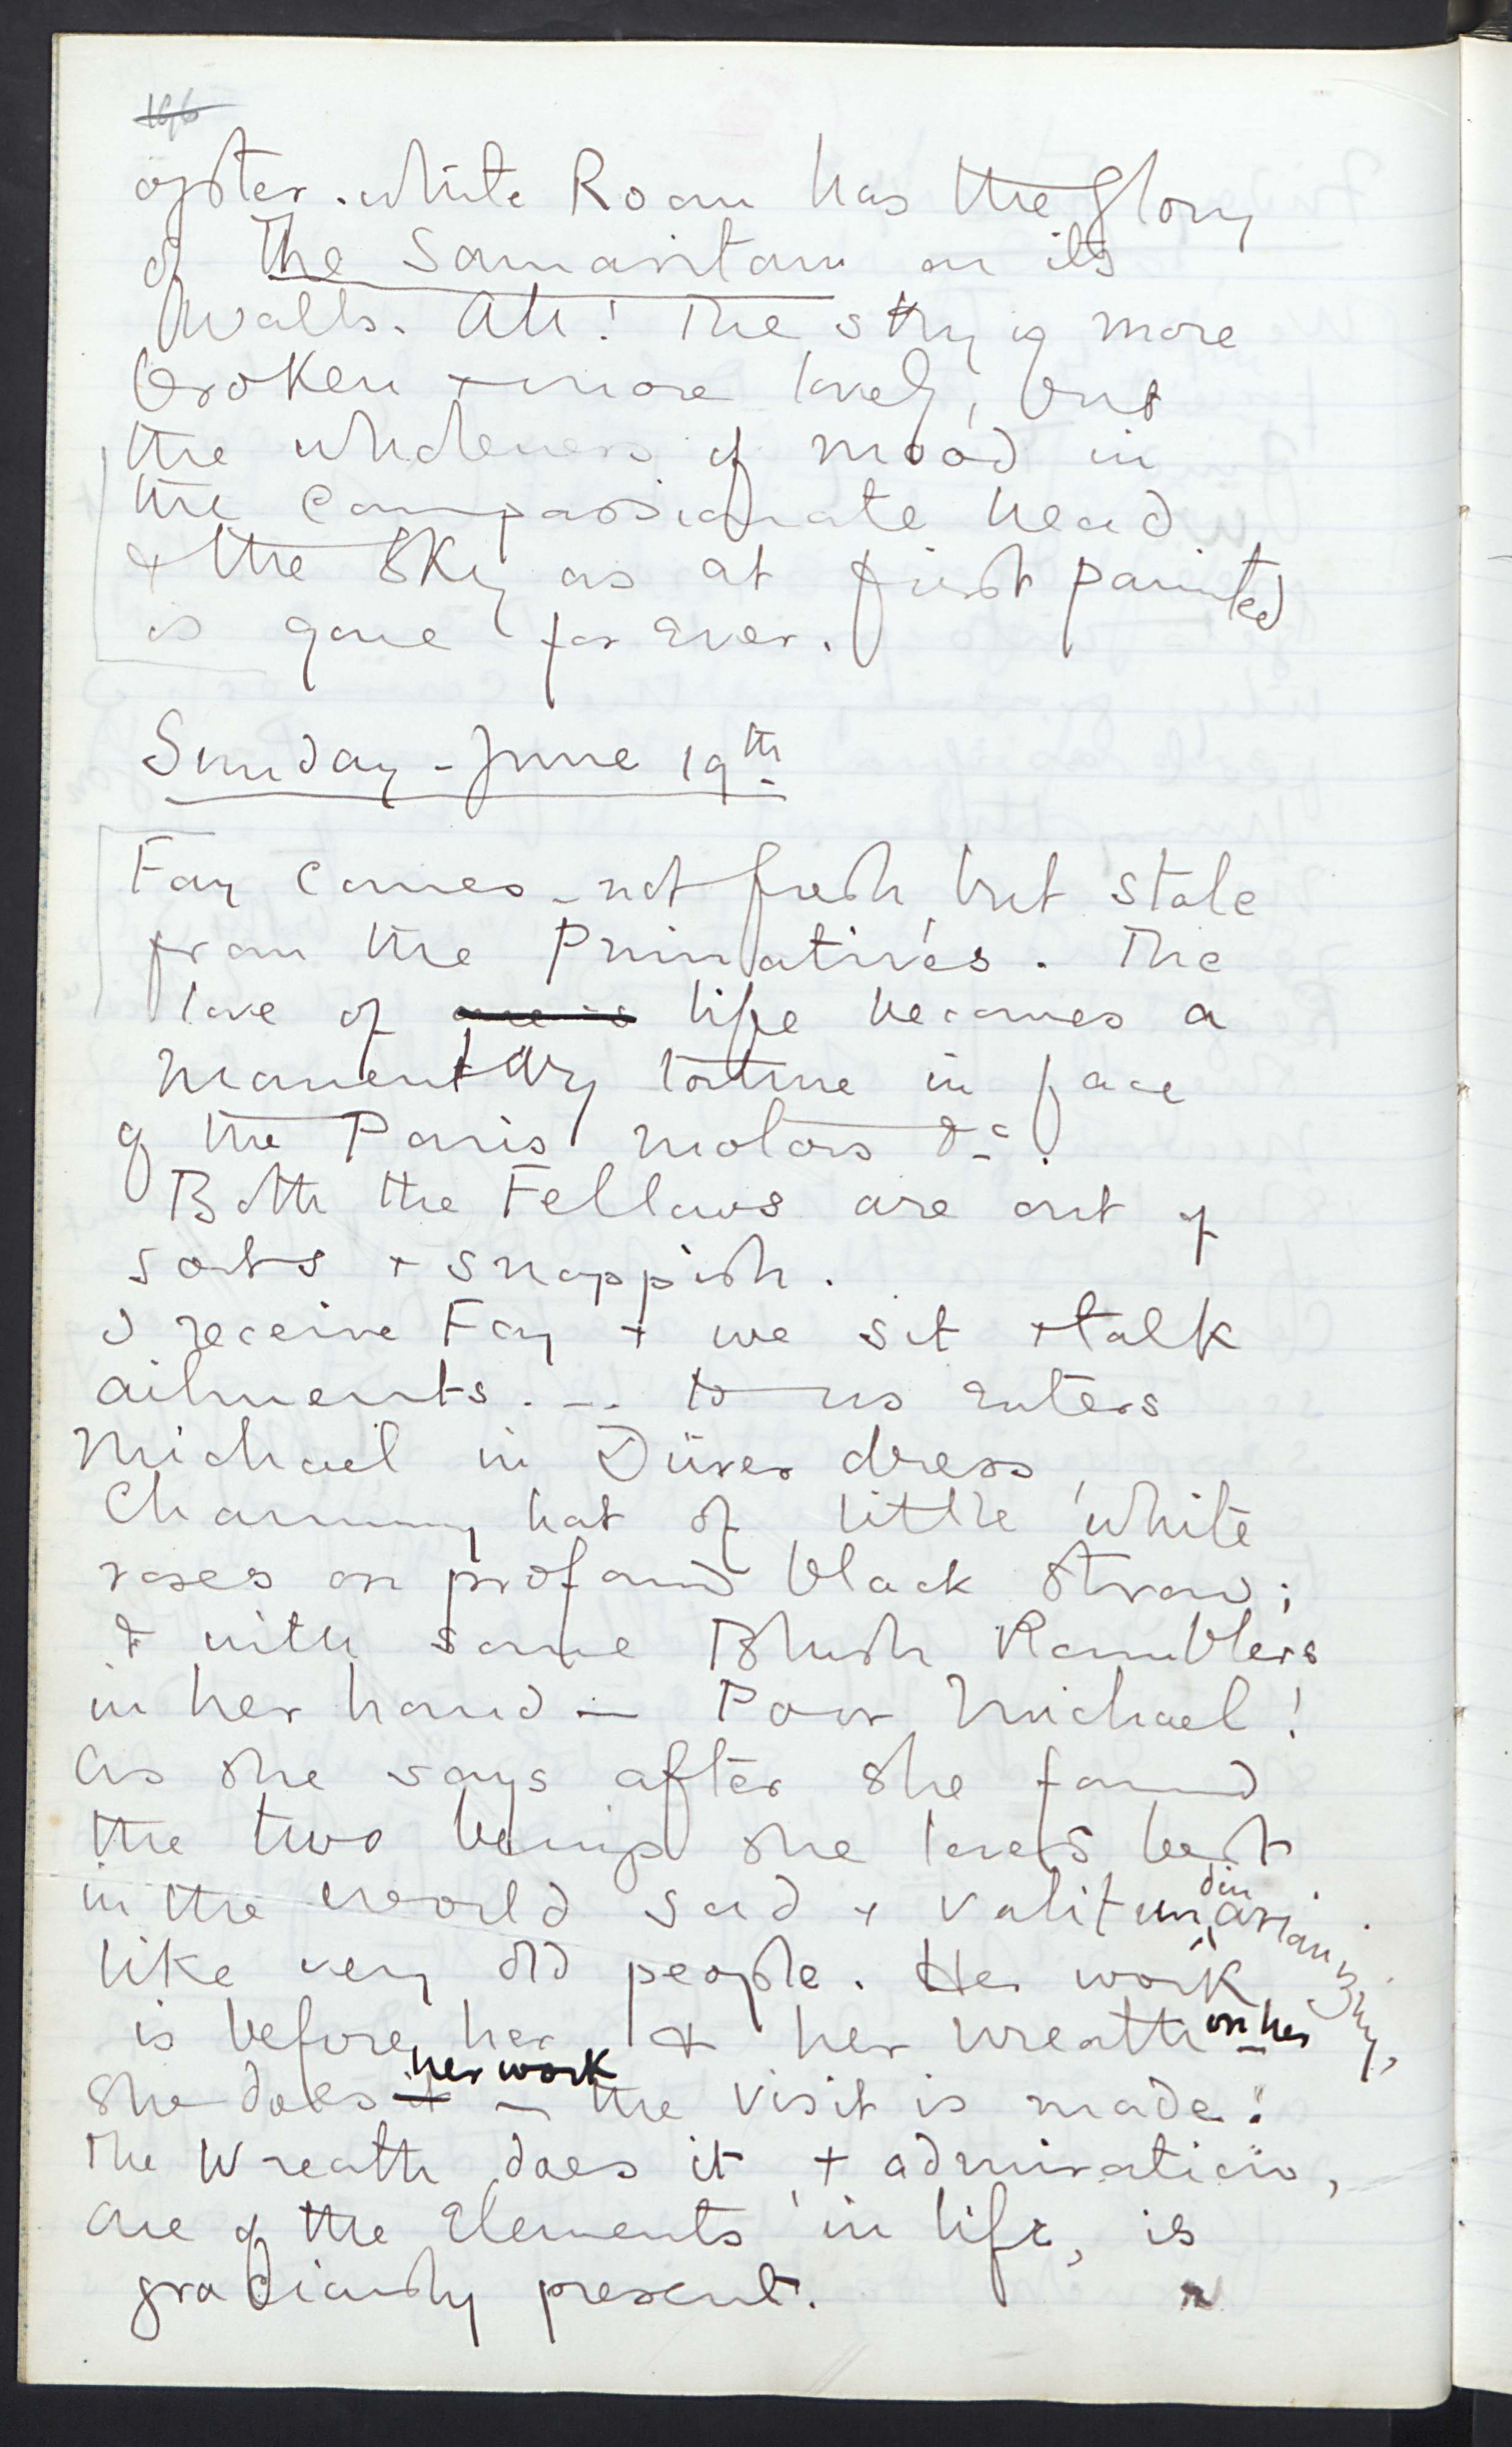 196
oyster-white Room has the glory
of The Samaritan on its
walls. Ah! The sky is more
broken & more lovely, but
the wholeness of mood in
the compassionate head
& the sky as at first painted
is gone for ever.
Sunday - June 19th
Fay comes - not fresh, but stale
from the Primatives. The
love of life becomes a
momentary torture in face
of the Paris motors &c.
Both the Fellows are out of
sorts & snappish.
I receive Fay & we sit & talk
ailments. ... to us enters
Michael in Dürer dress,
Charming hat of little white
roses on profound black straw;
& with some Blush Ramblers
in her hand — Poor Michael!
As she says after she found
the two beings she loves best
in the world sad & valitudinarianishly,
like very old people. Her work
is before her & her wreath on her
She does it her work — the visit is made:
The Wreath does it, & admiration,
one of the Elements in life, is
graciously present.